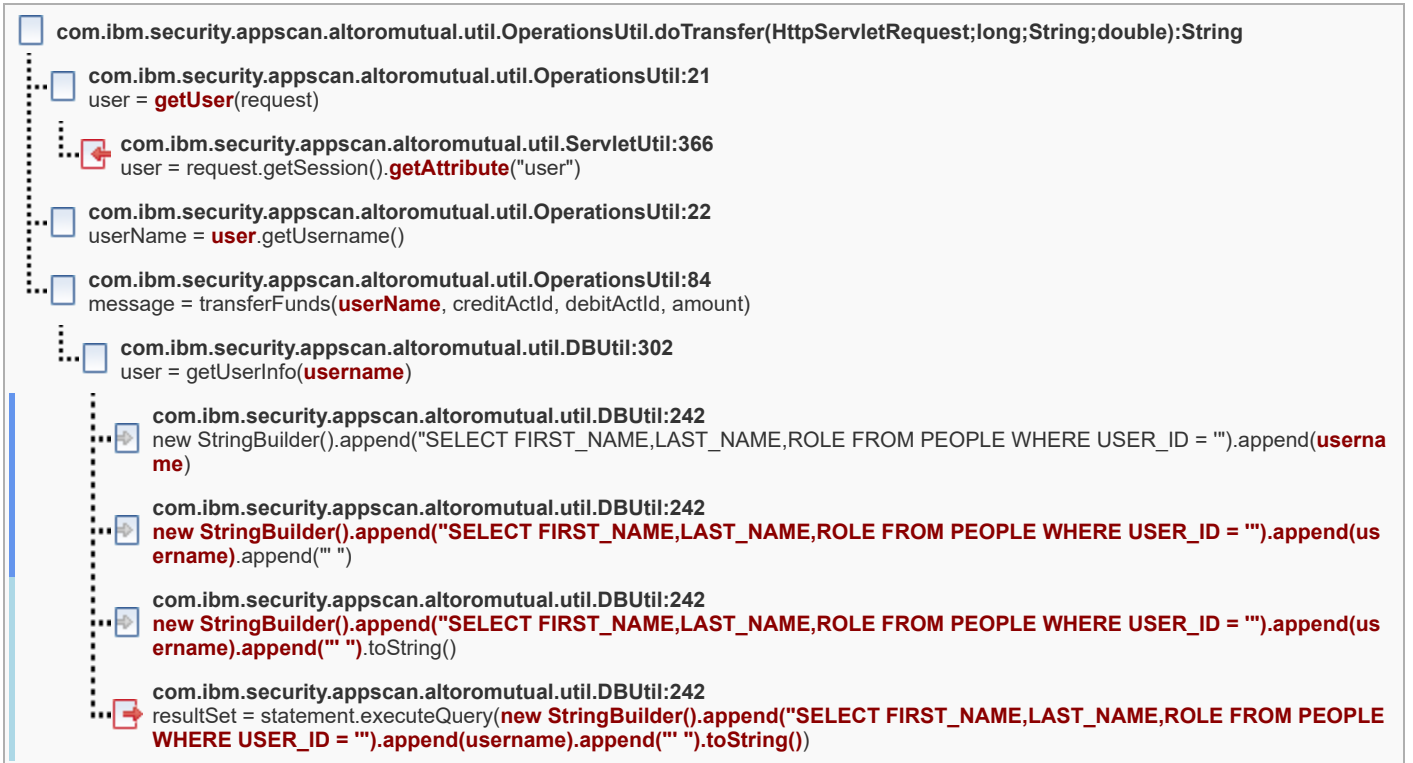 com.ibm.security.appscan.altoromutual.util.OperationsUtil.doTransfer(HttpServletRequest;long;String;double):String
com.ibm.security.appscan.altoromutual.util.OperationsUtil:21
user = getUser(request)
com.ibm.security.appscan.altoromutual.util.ServletUtil:366
user = request.getSession().getAttribute("user")
com.ibm.security.appscan.altoromutual.util.OperationsUtil:22
userName = user.getUsername()
com.ibm.security.appscan.altoromutual.util.OperationsUtil:84
message = transferFunds(userName, creditActId, debitActId, amount)
com.ibm.security.appscan.altoromutual.util.DBUtil:302
user = getUserInfo(username)
com.ibm.security.appscan.altoromutual.util.DBUtil:242
new StringBuilder().append("SELECT FIRST_NAME,LAST_NAME,ROLE FROM PEOPLE WHERE USER_ID = '").append(userna
me)
com.ibm.security.appscan.altoromutual.util.DBUtil:242
new StringBuilder().append("SELECT FIRST_NAME,LAST_NAME,ROLE FROM PEOPLE WHERE USER_ID = '").append(us
ername).append("' ")
com.ibm.security.appscan.altoromutual.util.DBUtil:242
new StringBuilder().append("SELECT FIRST_NAME,LAST_NAME,ROLE FROM PEOPLE WHERE USER_ID = '").append(us
ername).append("' ").toString()
com.ibm.security.appscan.altoromutual.util.DBUtil:242
resultSet = statement.executeQuery(new StringBuilder().append("SELECT FIRST_NAME,LAST_NAME,ROLE FROM PEOPLE
WHERE USER_ID = '").append(username).append("' ").toString())